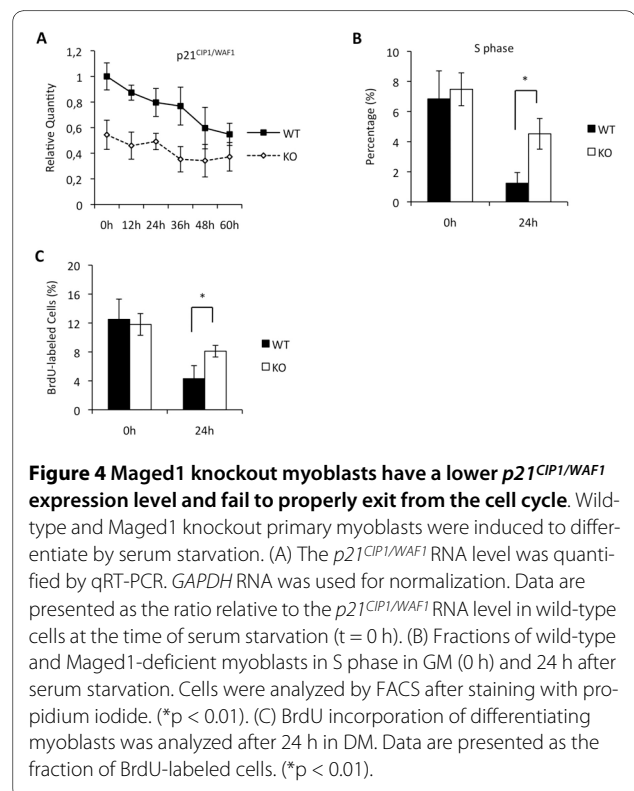 A
p21CIP1/WAF1
1,2
1
0,8
0,6
0,4
0,2
0
Relative Quantity
0h 12h 24h 36h 48h 60h
WT
KO
B
S phase
10
8
6
4
2
0
Percentage (%)
*
0h 24h
WT
KO
C
20
16
12
8
4
0
BrdU-labeled Cells (%)
*
0h 24h
WT
KO
Figure 4 Maged1 knockout myoblasts have a lower p21CIP1/WAF1
expression level and fail to properly exit from the cell cycle. Wild-
type and Maged1 knockout primary myoblasts were induced to differ-
entiate by serum starvation. (A) The p21CIP1/WAF1 RNA level was quanti-
fied by qRT-PCR. GAPDH RNA was used for normalization. Data are
presented as the ratio relative to the p21CIP1/WAF1 RNA level in wild-type
cells at the time of serum starvation (t = 0 h). (B) Fractions of wild-type
and Maged1-deficient myoblasts in S phase in GM (0 h) and 24 h after
serum starvation. Cells were analyzed by FACS after staining with pro-
pidium iodide. (*p < 0.01). (C) BrdU incorporation of differentiating
myoblasts was analyzed after 24 h in DM. Data are presented as the
fraction of BrdU-labeled cells. (*p < 0.01).